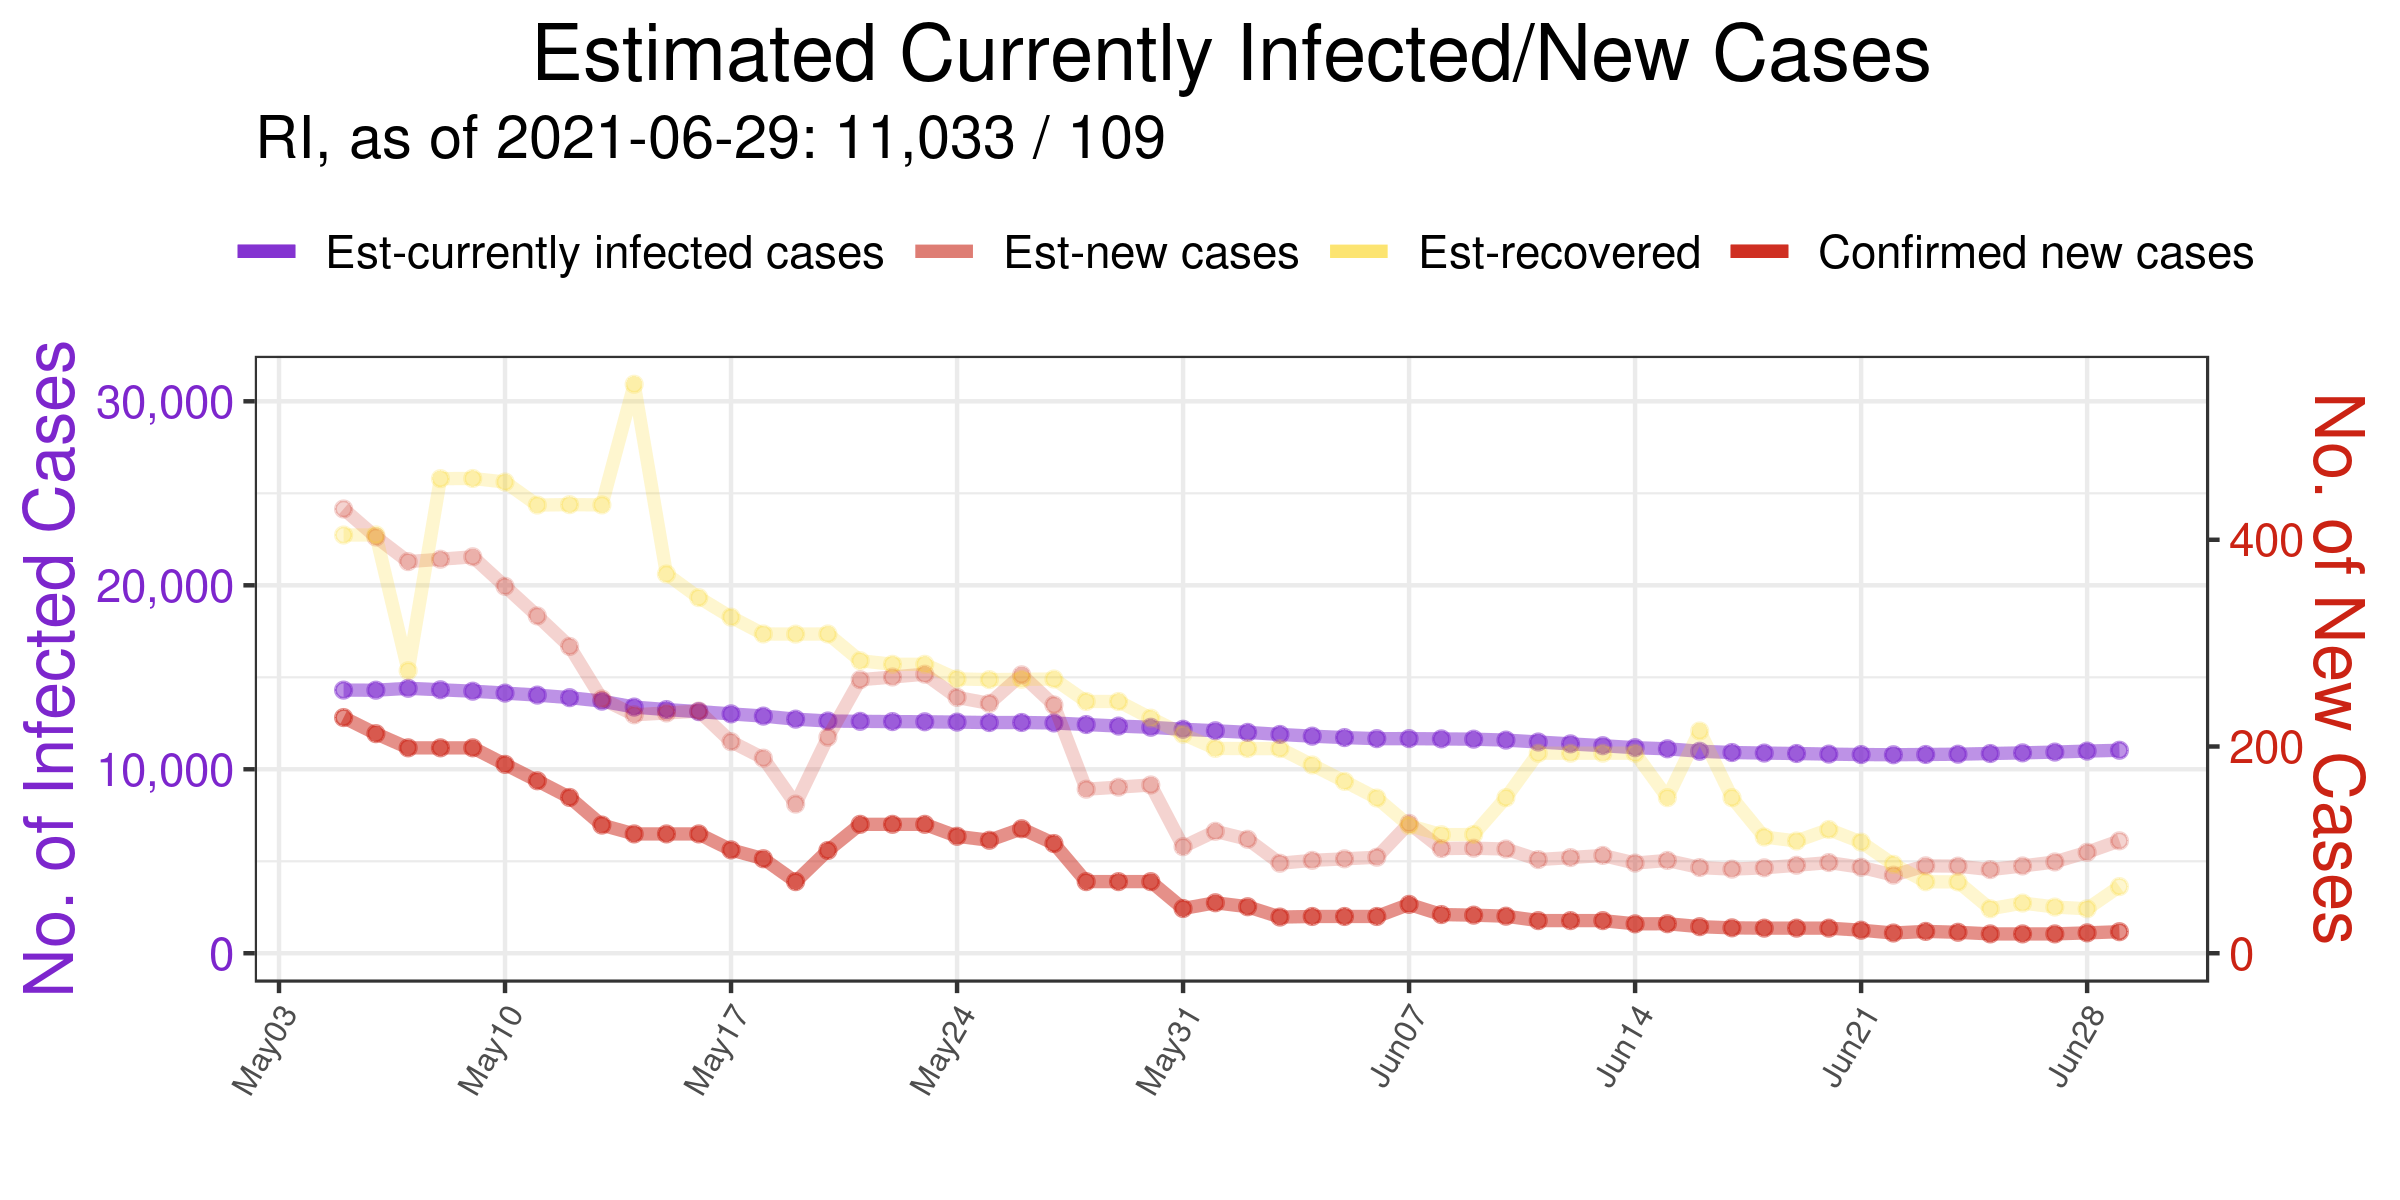 Estimated Currently Infected/New Cases
RI, as of 2021-06-29: 11,033 / 109
Est-currently infected cases Est-new cases Est-recovered Confirmed new cases
No. of Infected Cases
30,000
20,000
10,000
0
400
200
0
No. of New Cases
May03 May10 May17 May24 May31 Jun07 Jun14 Jun21 Jun28